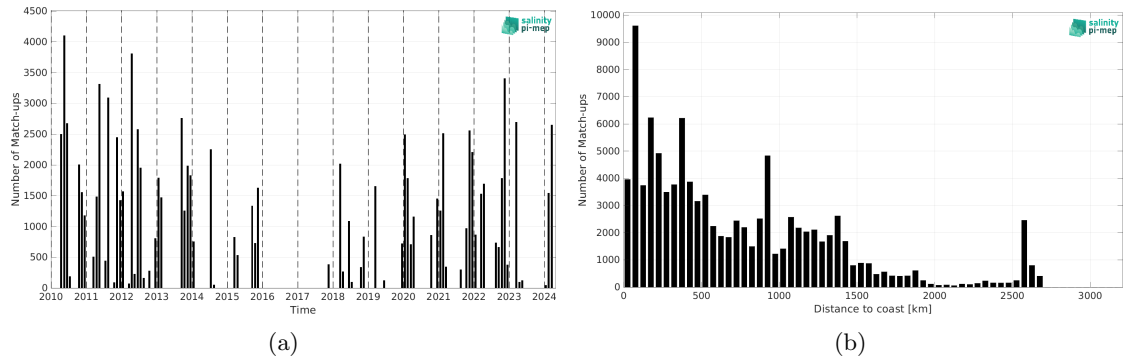 4500
4000
3500
3000
2500
2000
1500
1000
500
0
Number of Match-ups
2010 2011 2012 2013 2014 2015 2016 2017 2018 2019 2020 2021 2022 2023 2024
Time
salinity
pi-mep
(a)
10000
9000
8000
7000
6000
5000
4000
3000
2000
1000
0
Number of Match-ups
0 500 1000 1500 2000 2500 3000
Distance to coast [km]
salinity
pi-mep
(b)